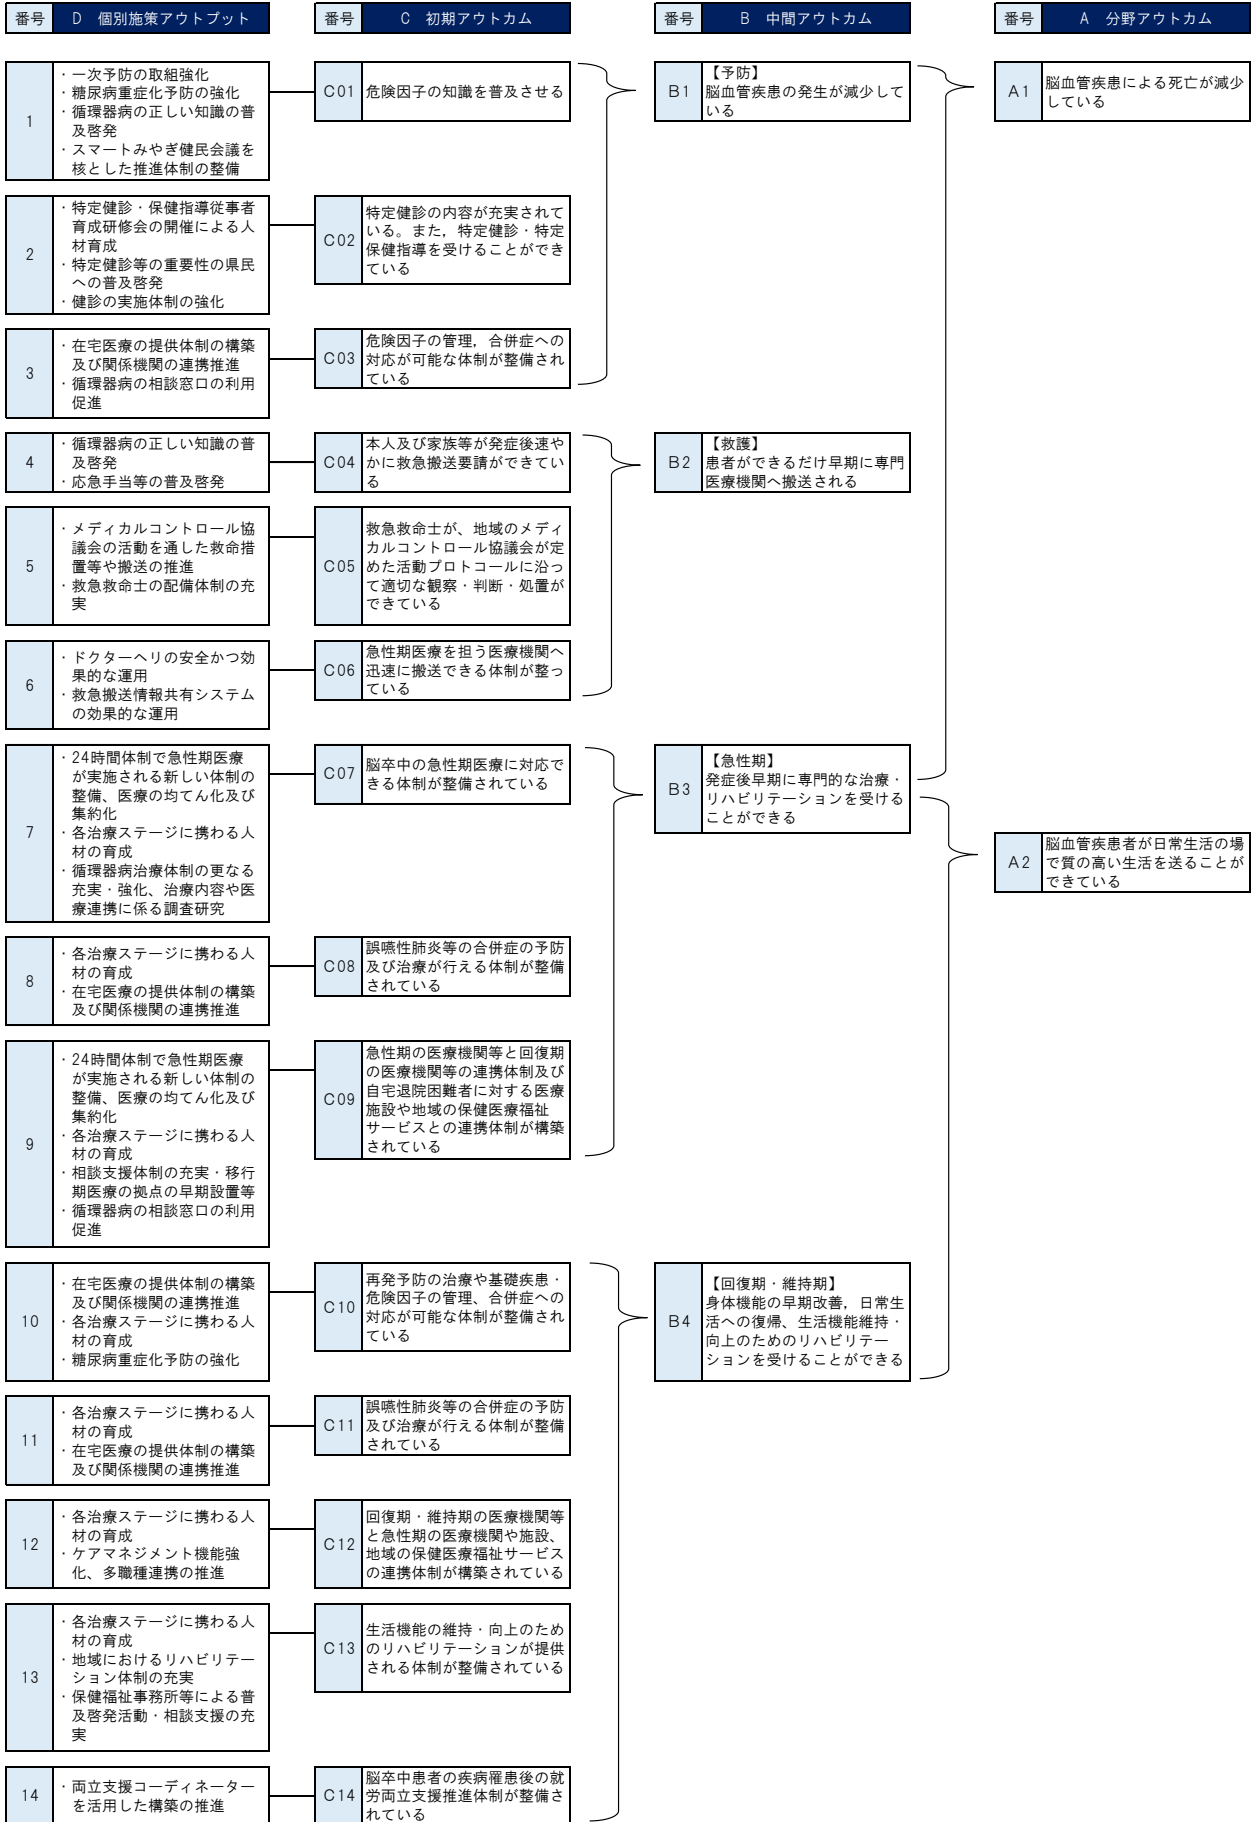 番号 D 個別施策アウトプット 番号 C 初期アウトカム 番号 B 中間アウトカム 番号 A 分野アウトカム
1
・一次予防の取組強化
・糖尿病重症化予防の強化
・循環器病の正しい知識の普
及啓発
・スマートみやぎ健民会議を
核とした推進体制の整備
C01
危険因子の知識を普及させる
B1
【予防】
脳血管疾患の発生が減少して
いる
A1
脳血管疾患による死亡が減少
している
2
・特定健診・保健指導従事者
育成研修会の開催による人
材育成
・特定健診等の重要性の県民
への普及啓発
・健診の実施体制の強化
C02
特定健診の内容が充実されて
いる。また，特定健診・特定
保健指導を受けることができ
ている
3
・在宅医療の提供体制の構築
及び関係機関の連携推進
・循環器病の相談窓口の利用
促進
C03
危険因子の管理，合併症への
対応が可能な体制が整備され
ている
4
・循環器病の正しい知識の普
及啓発
・応急手当等の普及啓発
C04
本人及び家族等が発症後速や
かに救急搬送要請ができてい
る
B2
【救護】
患者ができるだけ早期に専門
医療機関へ搬送される
5
・メディカルコントロール協
議会の活動を通した救命措
置等や搬送の推進
・救急救命士の配備体制の充
実
C05
救急救命士が、地域のメディ
カルコントロール協議会が定
めた活動プロトコールに沿っ
て適切な観察・判断・処置が
できている
6
・ドクターヘリの安全かつ効
果的な運用
・救急搬送情報共有システム
の効果的な運用
C06
急性期医療を担う医療機関へ
迅速に搬送できる体制が整っ
ている
7
・24時間体制で急性期医療
が実施される新しい体制の
整備、医療の均てん化及び
集約化
・各治療ステージに携わる人
材の育成
・循環器病治療体制の更なる
充実・強化、治療内容や医
療連携に係る調査研究
C07
脳卒中の急性期医療に対応で
きる体制が整備されている
B3
【急性期】
発症後早期に専門的な治療・
リハビリテーションを受ける
ことができる
A2
脳血管疾患者が日常生活の場
で質の高い生活を送ることが
できている
8
・各治療ステージに携わる人
材の育成
・在宅医療の提供体制の構築
及び関係機関の連携推進
C08
誤嚥性肺炎等の合併症の予防
及び治療が行える体制が整備
されている
9
・24時間体制で急性期医療
が実施される新しい体制の
整備、医療の均てん化及び
集約化
・各治療ステージに携わる人
材の育成
・相談支援体制の充実・移行
期医療の拠点の早期設置等
・循環器病の相談窓口の利用
促進
C09
急性期の医療機関等と回復期
の医療機関等の連携体制及び
自宅退院困難者に対する医療
施設や地域の保健医療福祉
サービスとの連携体制が構築
されている
10
・在宅医療の提供体制の構築
及び関係機関の連携推進
・各治療ステージに携わる人
材の育成
・糖尿病重症化予防の強化
C10
再発予防の治療や基礎疾患・
危険因子の管理、合併症への
対応が可能な体制が整備され
ている
B4
【回復期・維持期】
身体機能の早期改善，日常生
活への復帰、生活機能維持・
向上のためのリハビリテー
ションを受けることができる
11
・各治療ステージに携わる人
材の育成
・在宅医療の提供体制の構築
及び関係機関の連携推進
C11
誤嚥性肺炎等の合併症の予防
及び治療が行える体制が整備
されている
12
・各治療ステージに携わる人
材の育成
・ケアマネジメント機能強
化、多職種連携の推進
C12
回復期・維持期の医療機関等
と急性期の医療機関や施設、
地域の保健医療福祉サービス
の連携体制が構築されている
13
・各治療ステージに携わる人
材の育成
・地域におけるリハビリテー
ション体制の充実
・保健福祉事務所等による普
及啓発活動・相談支援の充
実
C13
生活機能の維持・向上のため
のリハビリテーションが提供
される体制が整備されている
14
・両立支援コーディネーター
を活用した構築の推進
C14
脳卒中患者の疾病罹患後の就
労両立支援推進体制が整備さ
れている